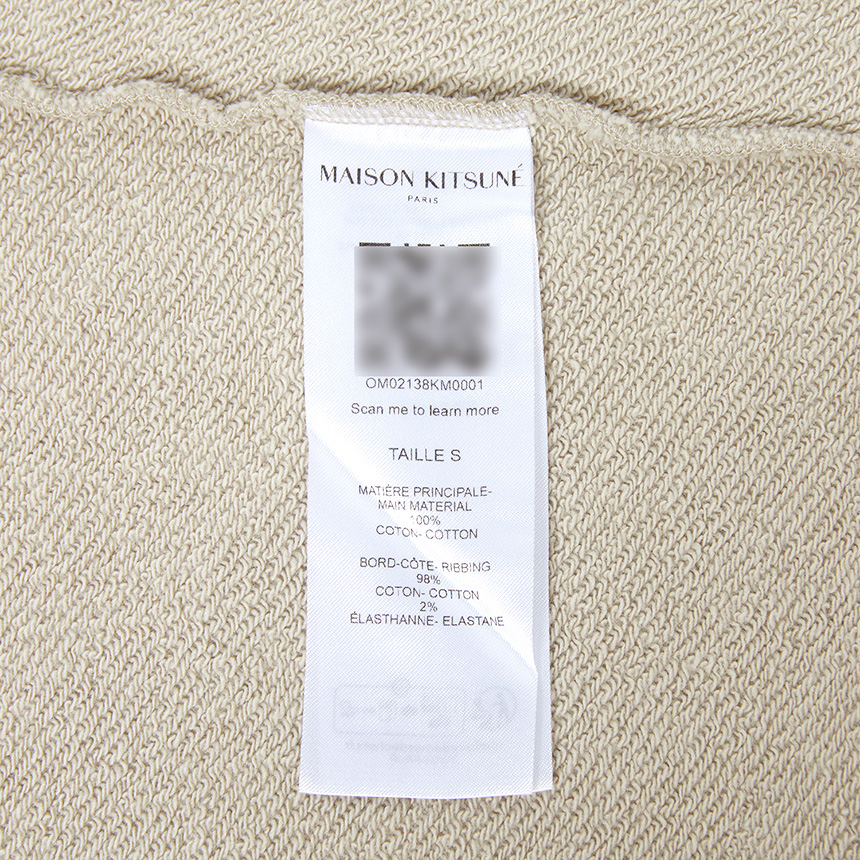 MAISON KITSUNÉ
PARIS
OM02138KM0001
Scan me to learn more
TAILLE S
MATIÈRE PRINCIPALE-
MAIN MATERIAL
100%
COTON- COTTON
BORD-CÔTE- RIBBING
98%
COTON- COTTON
2%
ÉLASTHANNE- ELASTANE